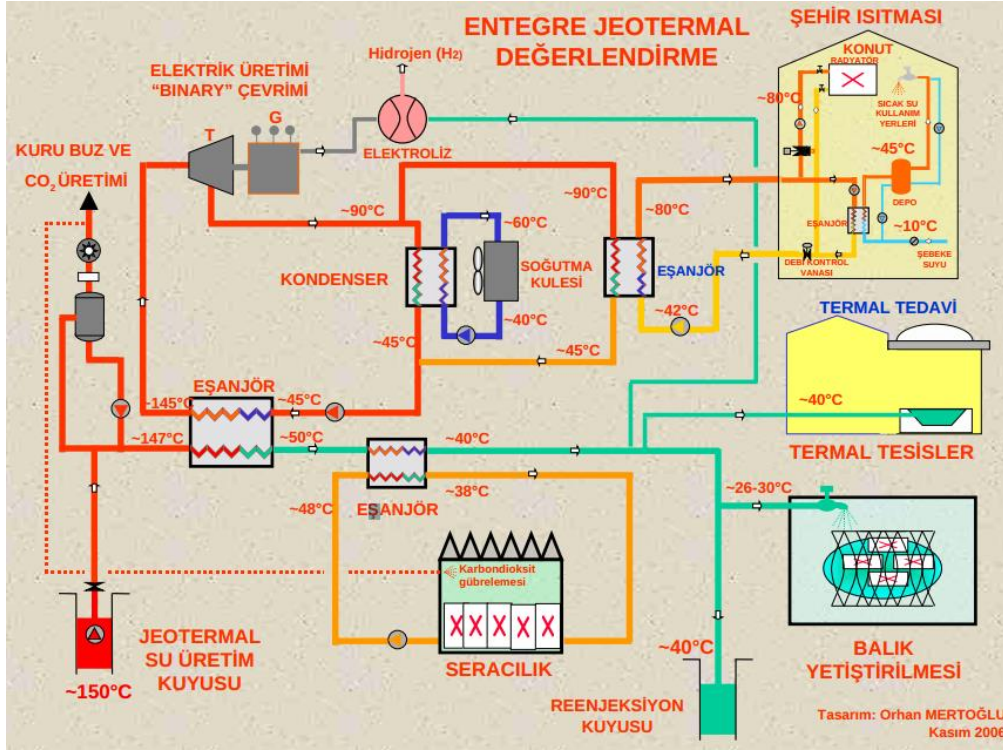 ENTEGRE JEOTERMAL
DEĞERLENDİRME
ŞEHİR ISITMASI
KONUT
RADYATÖR
~80°C
SICAK SU
KULLANIM
YERLERİ
~45°C
DEPO
EŞANJÖR
~10°C
ŞEBEKE
SUYU
DEBİ KONTROL
VANASI
Hidrojen (H2)
ELEKTRİK ÜRETİMİ
"BINARY" ÇEVRİMİ
T
G
ELEKTROLİZ
KURU BUZ VE
CO2 ÜRETİMİ
~90°C
~60°C
KONDENSER
SOĞUTMA
KULESİ
~40°C
~45°C
~90°C
~80°C
EŞANJÖR
~42°C
~45°C
TERMAL TEDAVİ
~40°C
TERMAL TESİSLER
EŞANJÖR
~145°C
~45°C
~147°C
~50°C
~40°C
~48°C
~38°C
EŞANJÖR
~26-30°C
Karbondioksit
gübrelemesi
SERACILIK
JEOTERMAL
SU ÜRETİM
KUYUSU
~150°C
~40°C
REENJEKSİYON
KUYUSU
BALIK
YETİŞTİRİLMESİ
Tasarım: Orhan MERTOĞLU
Kasım 2006